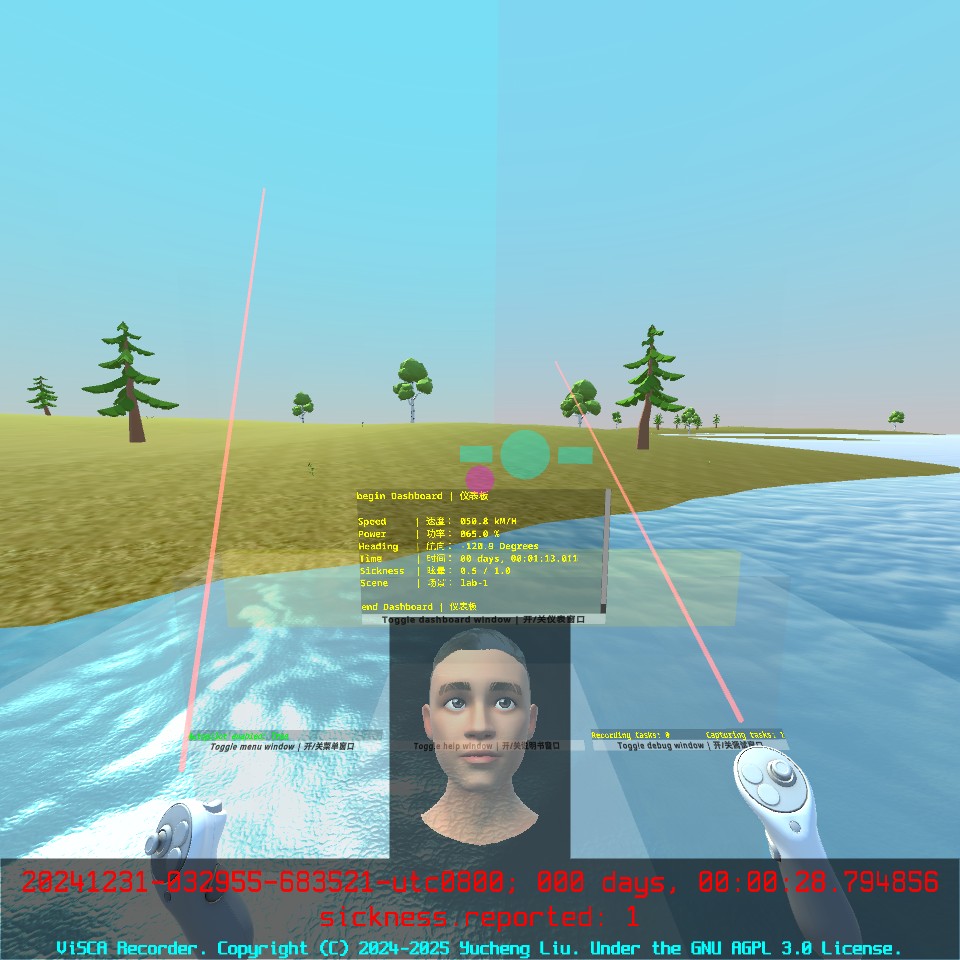 begin Dashboard | 仪表板
Speed | 速度: 050.8 kM/H
Power | 功率: 065.0 %
Heading | 航向: -120.9 Degrees
Time | 时间: 00 days, 00:01:13.011
Sickness | 眩晕: 0.5 / 1.0
Scene | 场景: lab-1
end Dashboard | 仪表板
Toggle dashboard window | 开/关仪表窗口
Recording tasks: 0 Capturing tasks: 1
Toggle menu window | 开/关菜单窗口
Toggle help window | 开/关说明书窗口
Toggle debug window | 开/关调试窗口
20241231-032955-683521-utc0800; 000 days, 00:00:28.794856
sickness.reported: 1
ViSCA Recorder. Copyright (C) 2024-2025 Yucheng Liu. Under the GNU AGPL 3.0 License.